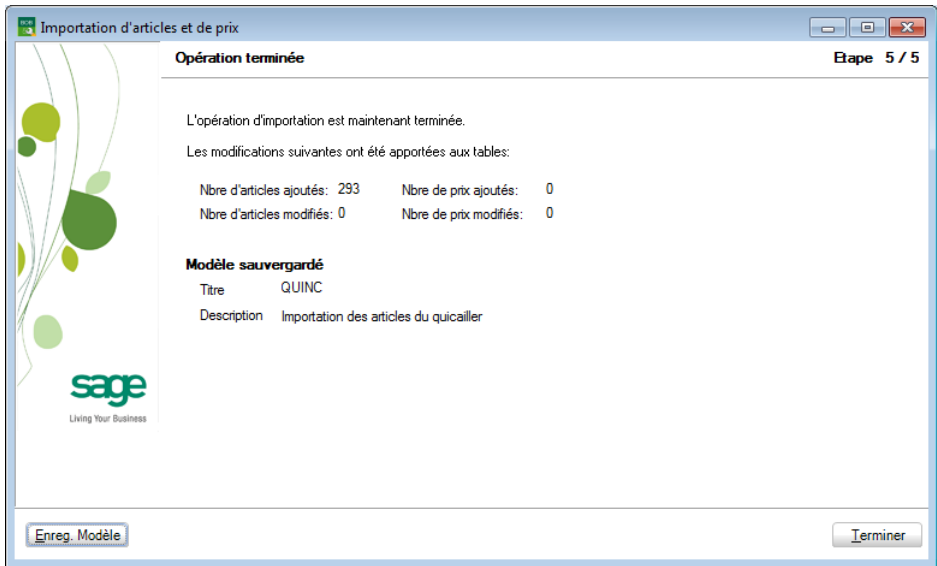 Importation d'articles et de prix
Opération terminée Etape 5 / 5
L'opération d'importation est maintenant terminée.
Les modifications suivantes ont été apportées aux tables:
Nbre d'articles ajoutés: 293 Nbre de prix ajoutés: 0
Nbre d'articles modifiés: 0 Nbre de prix modifiés: 0
Modèle sauvergardé
Titre QUINC
Description Importation des articles du quicailler
sage
Living Your Business
Enreg. Modèle Terminer